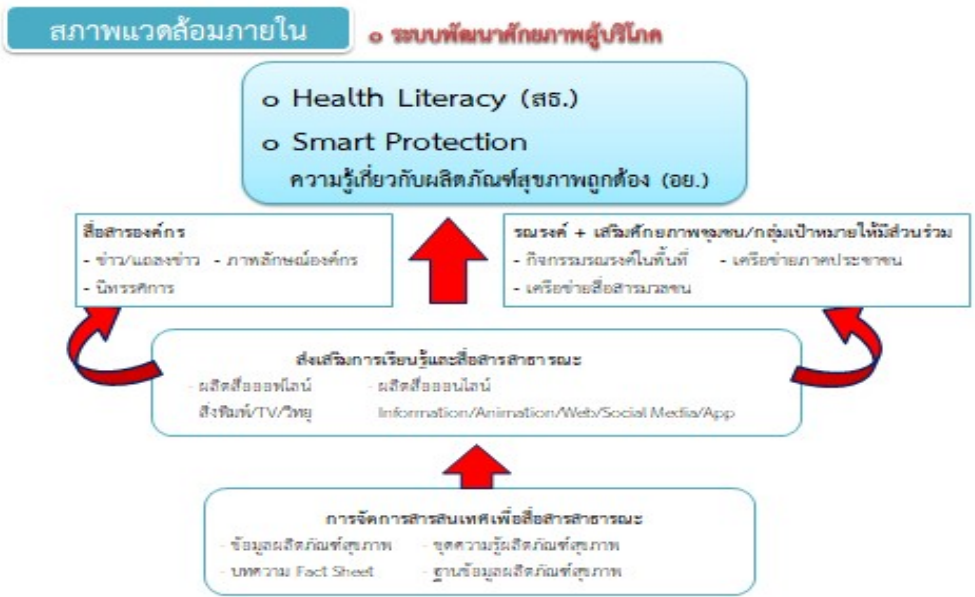 สภาพแวดล้อมภายใน
o ระบบพัฒนาศักยภาพผู้บริโภค
o Health Literacy (สธ.)
o Smart Protection
ความรู้เกี่ยวกับผลิตภัณฑ์สุขภาพถูกต้อง (อย.)
สื่อสารองค์กร
- ข่าว/แถลงข่าว - ภาพลักษณ์องค์กร
- นิทรรศการ
รณรงค์ + เสริมศักยภาพชุมชน/กลุ่มเป้าหมายให้มีส่วนร่วม
- กิจกรรมรณรงค์ในพื้นที่ - เครือข่ายภาคประชาชน
- เครือข่ายสื่อสารมวลชน
ส่งเสริมการเรียนรู้และสื่อสารสาธารณะ
- ผลิตสื่อออฟไลน์ - ผลิตสื่อออนไลน์
สิ่งพิมพ์/TV/วิทยุ Information/Animation/Web/Social Media/App
การจัดการสารสนเทศเพื่อสื่อสารสาธารณะ
- ข้อมูลผลิตภัณฑ์สุขภาพ - ชุดความรู้ผลิตภัณฑ์สุขภาพ
- บทความ Fact Sheet - ฐานข้อมูลผลิตภัณฑ์สุขภาพ